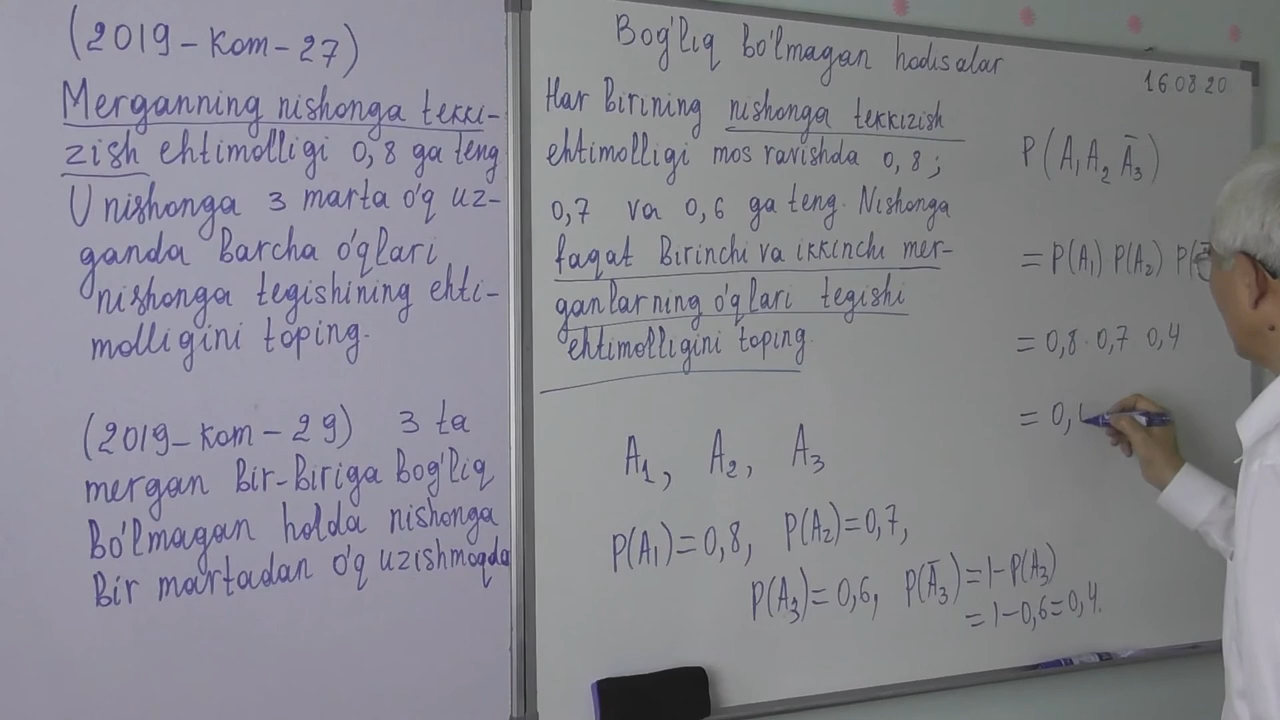 (2019-kom-27)
Merganning nishonga tekki-
zish ehtimolligi 0,8 ga teng
U nishonga 3 marta o'q uz-
ganda Barcha o'qlari
nishonga tegishining ehti-
molligini toping.
(2019-kom-29) 3 ta
mergan Bir-Biriga Bog'liq
Bo'lmagan holda nishonga
Bir martadan o'q uzishmoqda
Bog'liq bo'lmagan hodisalar
16.08.20
Har Birining nishonga tekkizish
ehtimolligi mos ravishda 0,8;
0,7 va 0,6 ga teng. Nishonga
faqat Birinchi va ikkinchi mer-
ganlarning o'qlari tegishi
ehtimolligini toping.
A₁, A₂, A₃
P(A₁)=0,8, P(A₂)=0,7,
P(A₃)=0,6, P(Ā₃)=1-P(A₃)
=1-0,6=0,4.
P(A₁A₂Ā₃)
= P(A₁) P(A₂) P(
= 0,8·0,7 0,4
= 0,